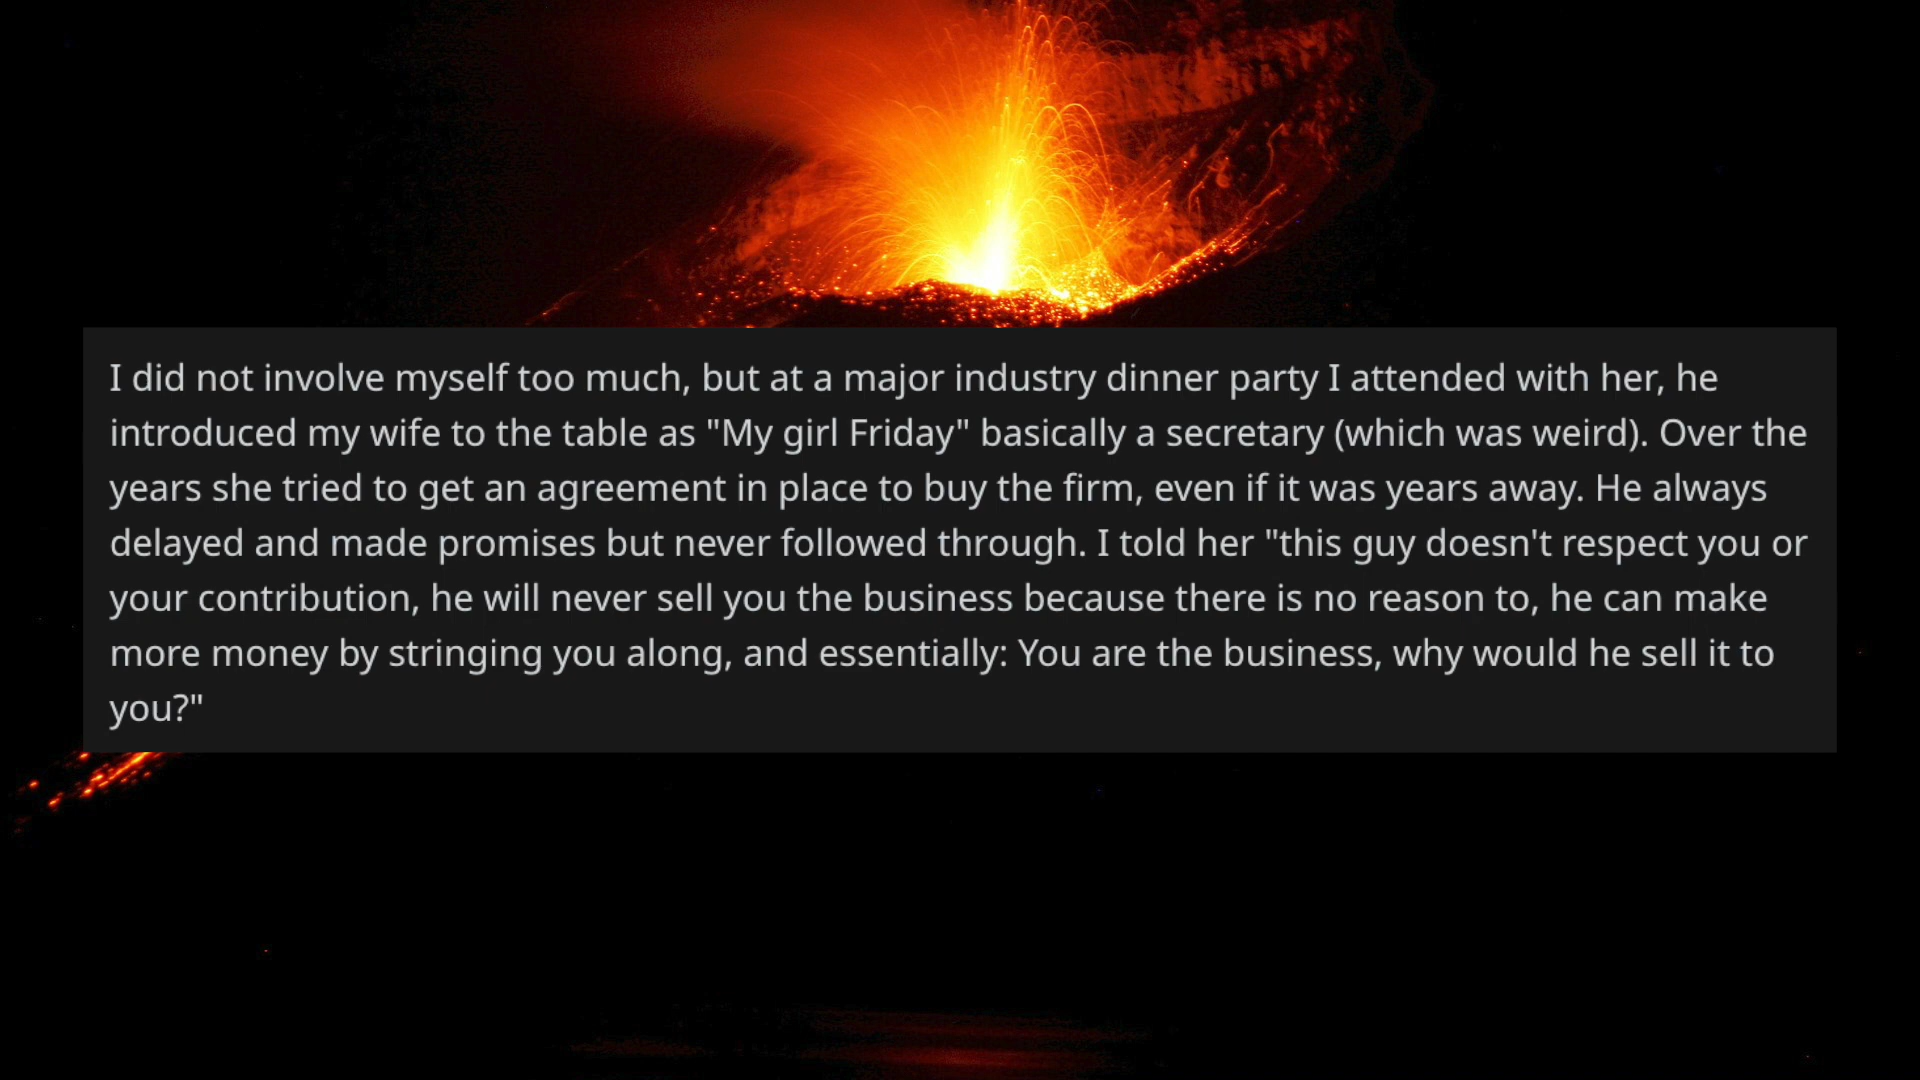 I did not involve myself too much, but at a major industry dinner party I attended with her, he
introduced my wife to the table as "My girl Friday" basically a secretary (which was weird). Over the
years she tried to get an agreement in place to buy the firm, even if it was years away. He always
delayed and made promises but never followed through. I told her "this guy doesn't respect you or
your contribution, he will never sell you the business because there is no reason to, he can make
more money by stringing you along, and essentially: You are the business, why would he sell it to
you?"